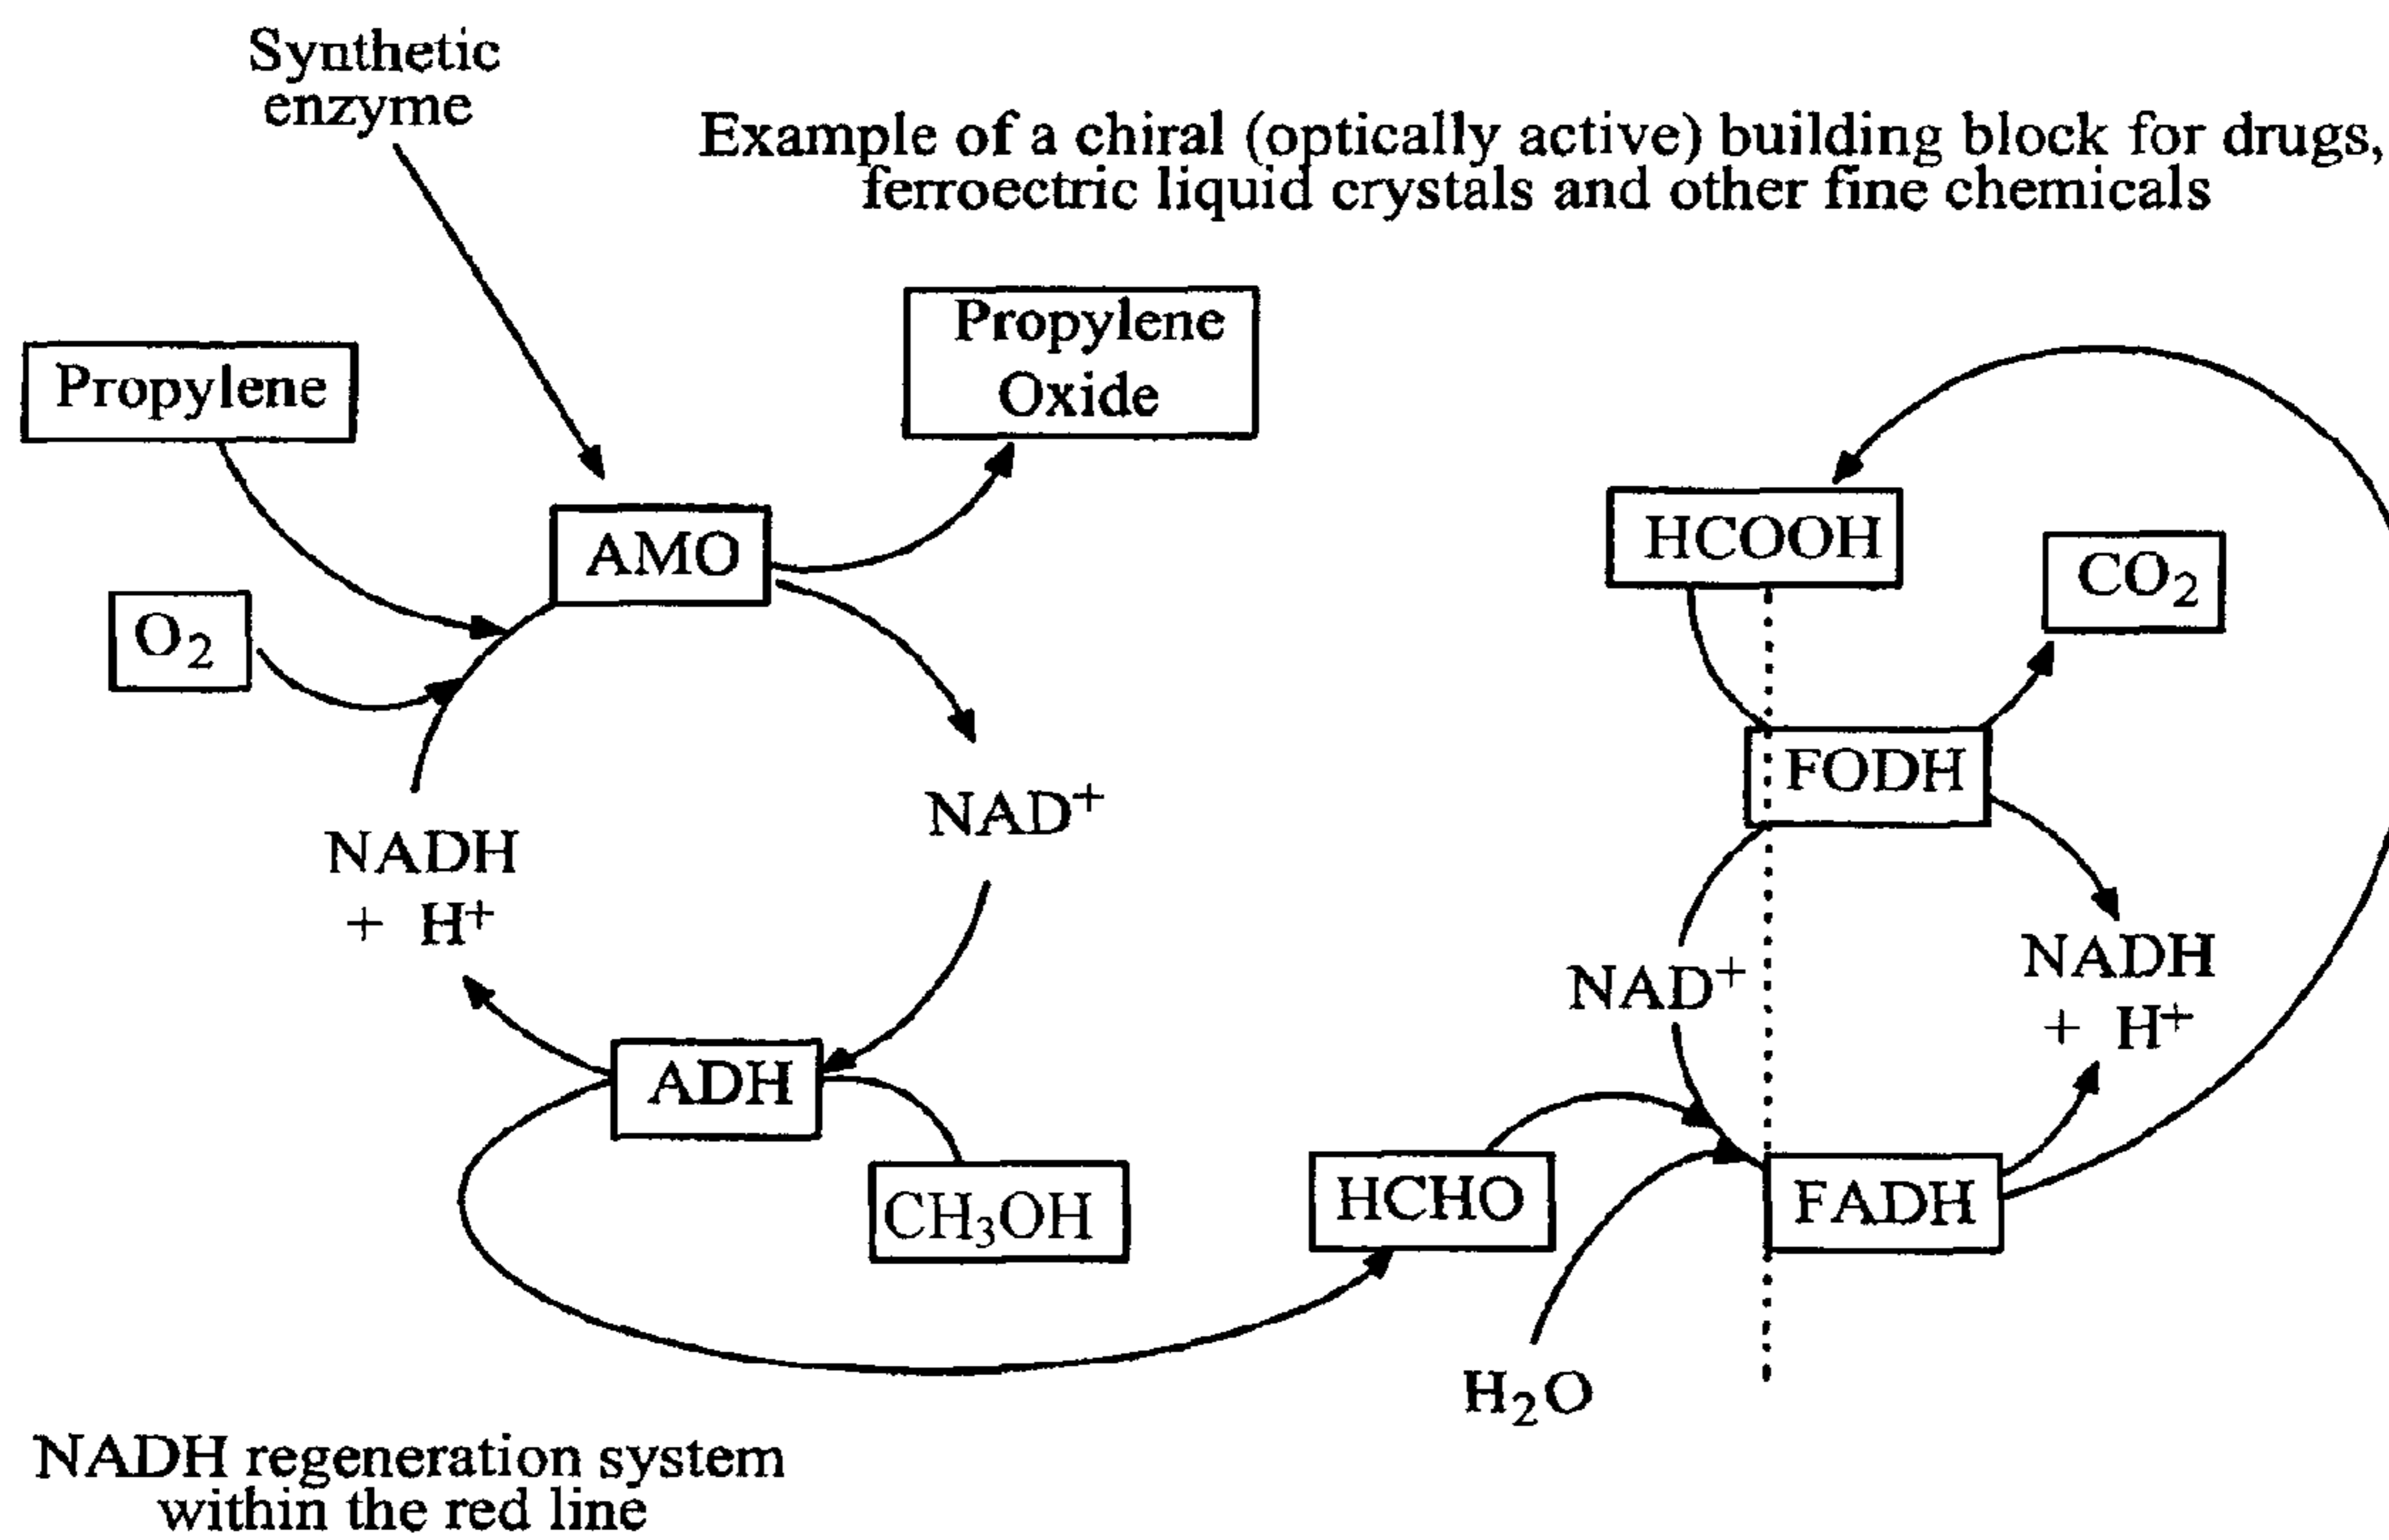 Synthetic
enzyme
Example of a chiral (optically active) building block for drugs,
ferroectric liquid crystals and other fine chemicals
Propylene
Propylene
Oxide
AMO
O₂
HCOOH
CO₂
NADH
+ H⁺
NAD⁺
FODH
NAD⁺
NADH
+ H⁺
ADH
CH₃OH
HCHO
FADH
H₂O
NADH regeneration system
within the red line